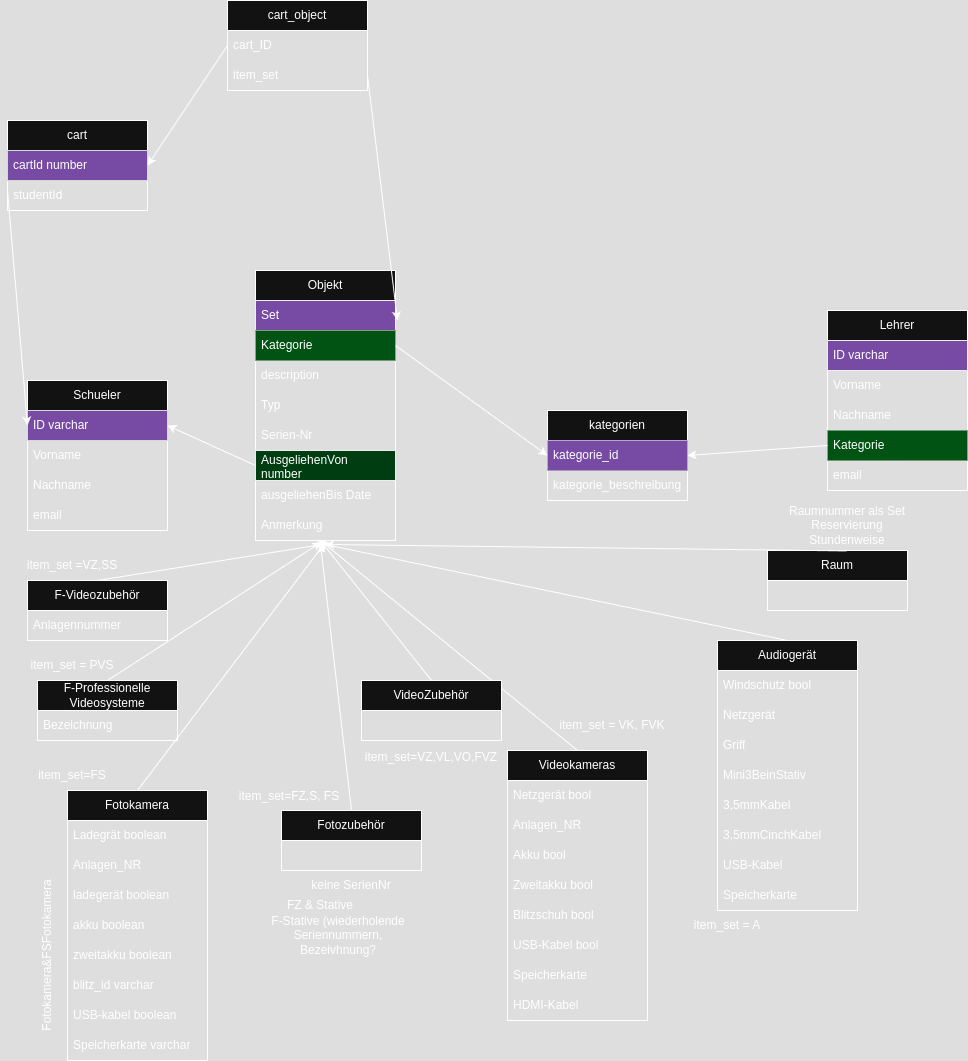 cart_object
cart_ID
item_set
cart
cartId number
studentId
Objekt
Set
Kategorie
description
Typ
Serien-Nr
AusgeliehenVon
number
ausgeliehenBis Date
Anmerkung
Schueler
ID varchar
Vorname
Nachname
email
kategorien
kategorie_id
kategorie_beschreibung
Lehrer
ID varchar
Vorname
Nachname
Kategorie
email
Raumnummer als Set
Reservierung
Stundenweise
Raum
item_set =VZ,SS
F-Videozubehör
Anlagennummer
item_set = PVS
F-Professionelle
Videosysteme
Bezeichnung
item_set=FS
Fotokamera
Ladegrät boolean
Anlagen_NR
ladegerät boolean
akku boolean
zweitakku boolean
blitz_id varchar
USB-kabel boolean
Speicherkarte varchar
Fotokamera&FSFotokamera
VideoZubehör
item_set=VZ,VL,VO,FVZ
item_set=FZ,S, FS
Fotozubehör
keine SerienNr
FZ & Stative
F-Stative (wiederholende
Seriennummern,
Bezeivhnung?
item_set = VK, FVK
Videokameras
Netzgerät bool
Anlagen_NR
Akku bool
Zweitakku bool
Blitzschuh bool
USB-Kabel bool
Speicherkarte
HDMI-Kabel
Audiogerät
Windschutz bool
Netzgerät
Griff
Mini3BeinStativ
3,5mmKabel
3,5mmCinchKabel
USB-Kabel
Speicherkarte
item_set = A